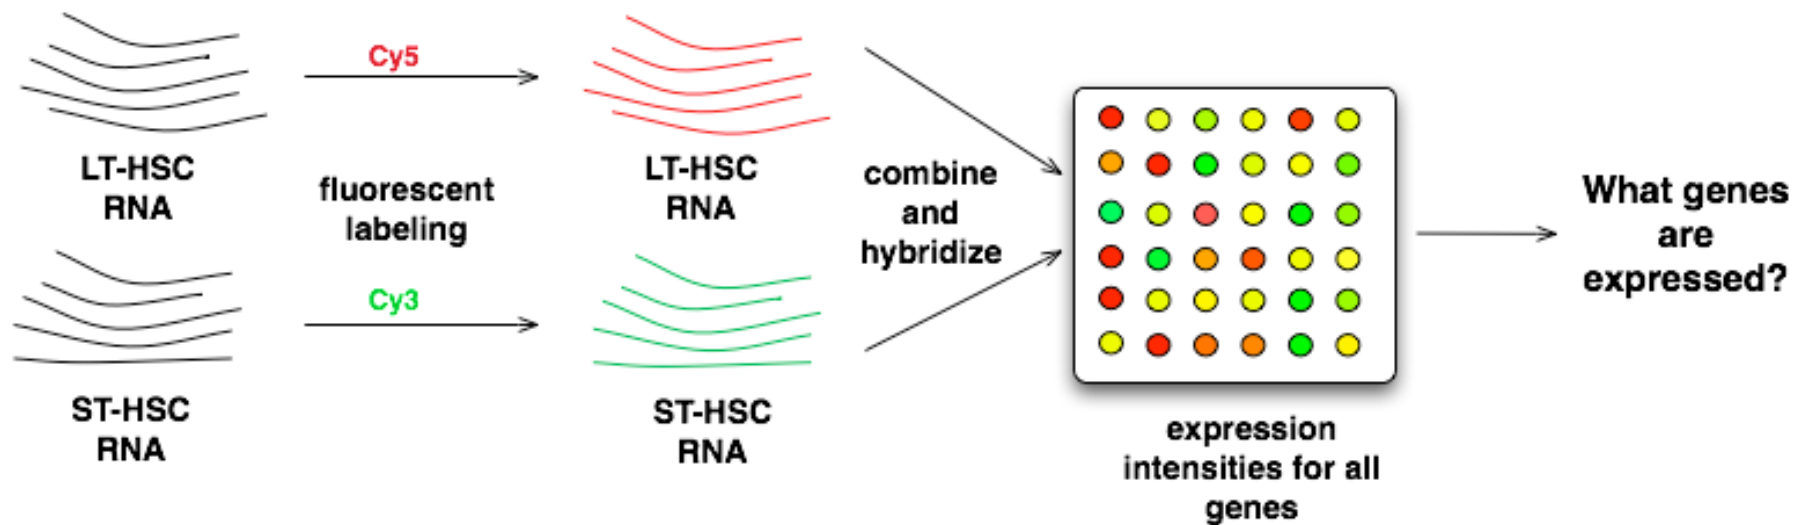 Cy5
LT-HSC
RNA
fluorescent
labeling
LT-HSC
RNA
Cy3
ST-HSC
RNA
ST-HSC
RNA
combine
and
hybridize
expression
intensities for all
genes
What genes
are
expressed?